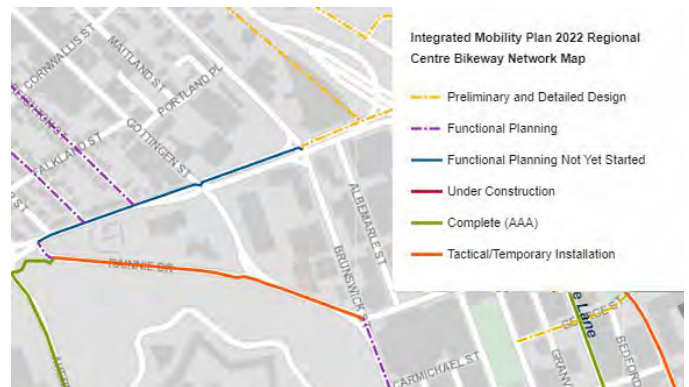 Integrated Mobility Plan 2022 Regional
Centre Bikeway Network Map
Preliminary and Detailed Design
Functional Planning
Functional Planning Not Yet Started
Under Construction
Complete (AAA)
Tactical/Temporary Installation
CORNWALLIS ST
MAITLAND ST
PORTLAND PL
GOTTINGEN ST
FALKLAND ST
ALBEMARLE ST
BRUNSWICK ST
RAINNIE DR
CARMICHAEL ST
GEORGE ST
Lane
BEDFORD